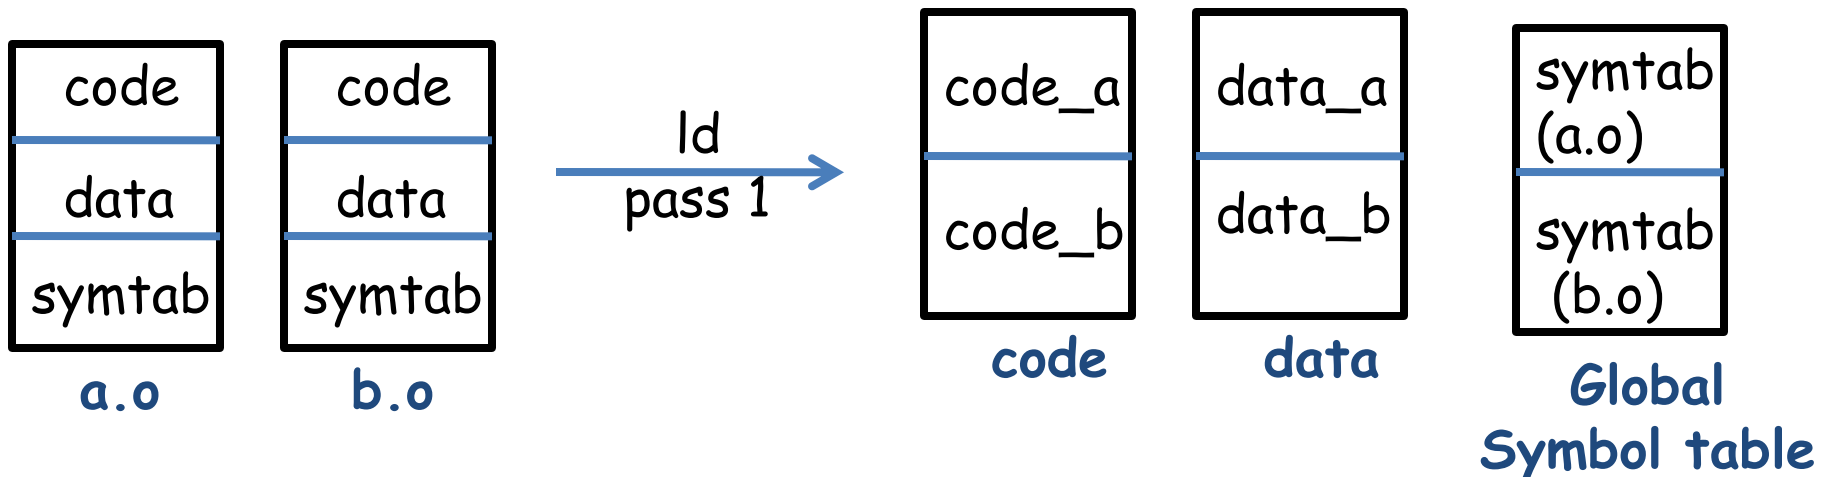 code
data
symtab
a.o
code
data
symtab
b.o
ld
pass 1
code_a
code_b
code
data_a
data_b
data
symtab
(a.o)
symtab
(b.o)
Global
Symbol table